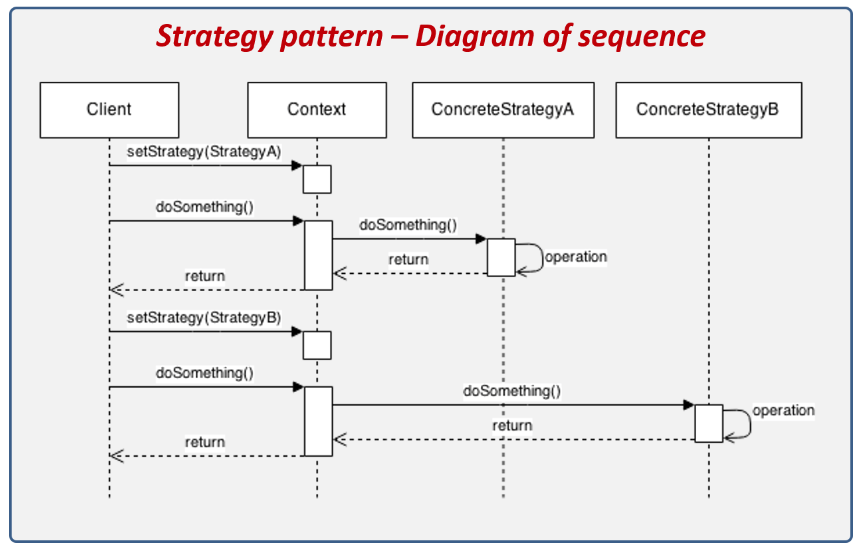 Strategy pattern – Diagram of sequence
Client
Context
ConcreteStrategyA
ConcreteStrategyB
setStrategy(StrategyA)
doSomething()
doSomething()
operation
return
return
setStrategy(StrategyB)
doSomething()
doSomething()
operation
return
return